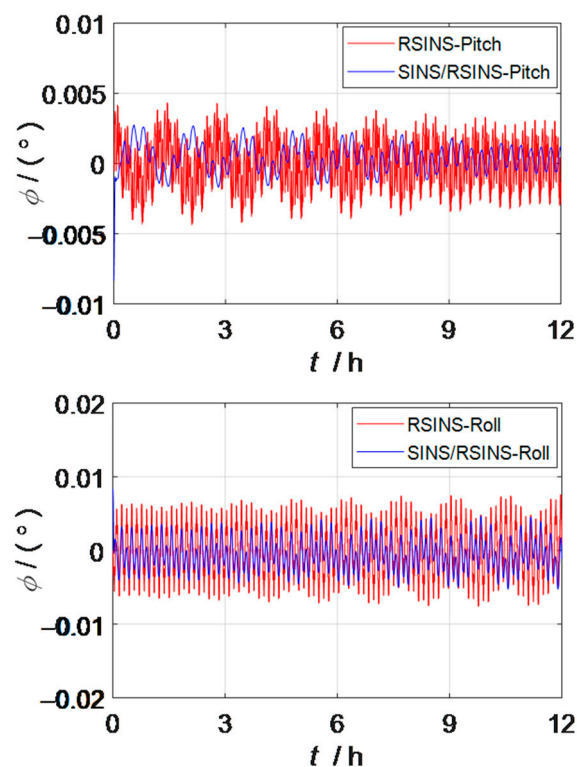 0.01
RSINS-Pitch
SINS/RSINS-Pitch
0.005
0
−0.005
−0.01
ϕ / (°)
0 3 6 9 12
t / h
0.02
RSINS-Roll
SINS/RSINS-Roll
0.01
0
−0.01
−0.02
ϕ / (°)
0 3 6 9 12
t / h